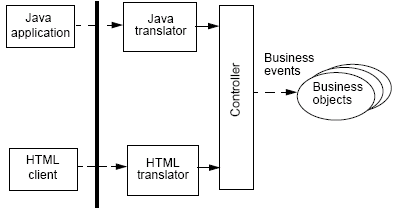 Java
application
Java
translator
Controller
Business
events
Business
objects
HTML
client
HTML
translator